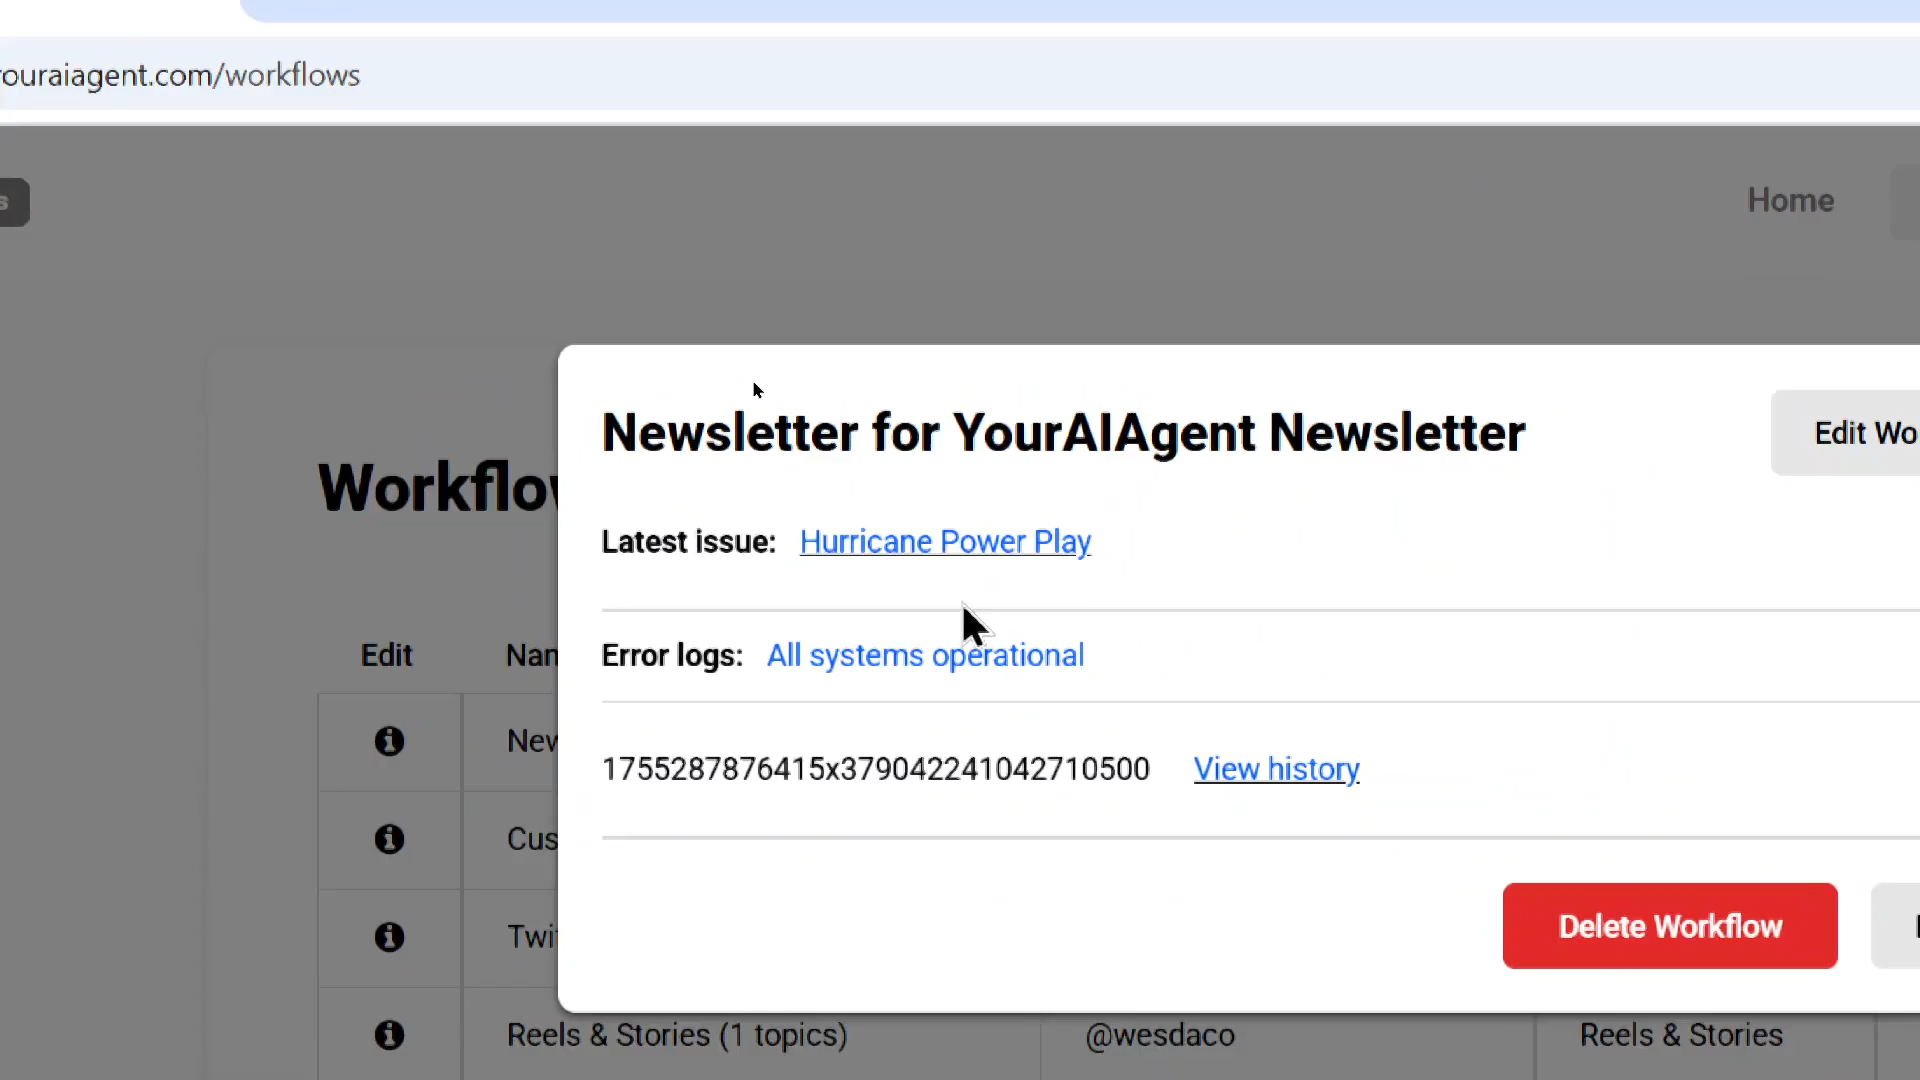 ouraiagent.com/workflows
s
Home
Newsletter for YourAIAgent Newsletter
Edit Wo
Workflo
Latest issue: Hurricane Power Play
Edit
Nan
Error logs: All systems operational
New
1755287876415x379042241042710500 View history
Cus
Twi
Delete Workflow
Reels & Stories (1 topics)
@wesdaco
Reels & Stories